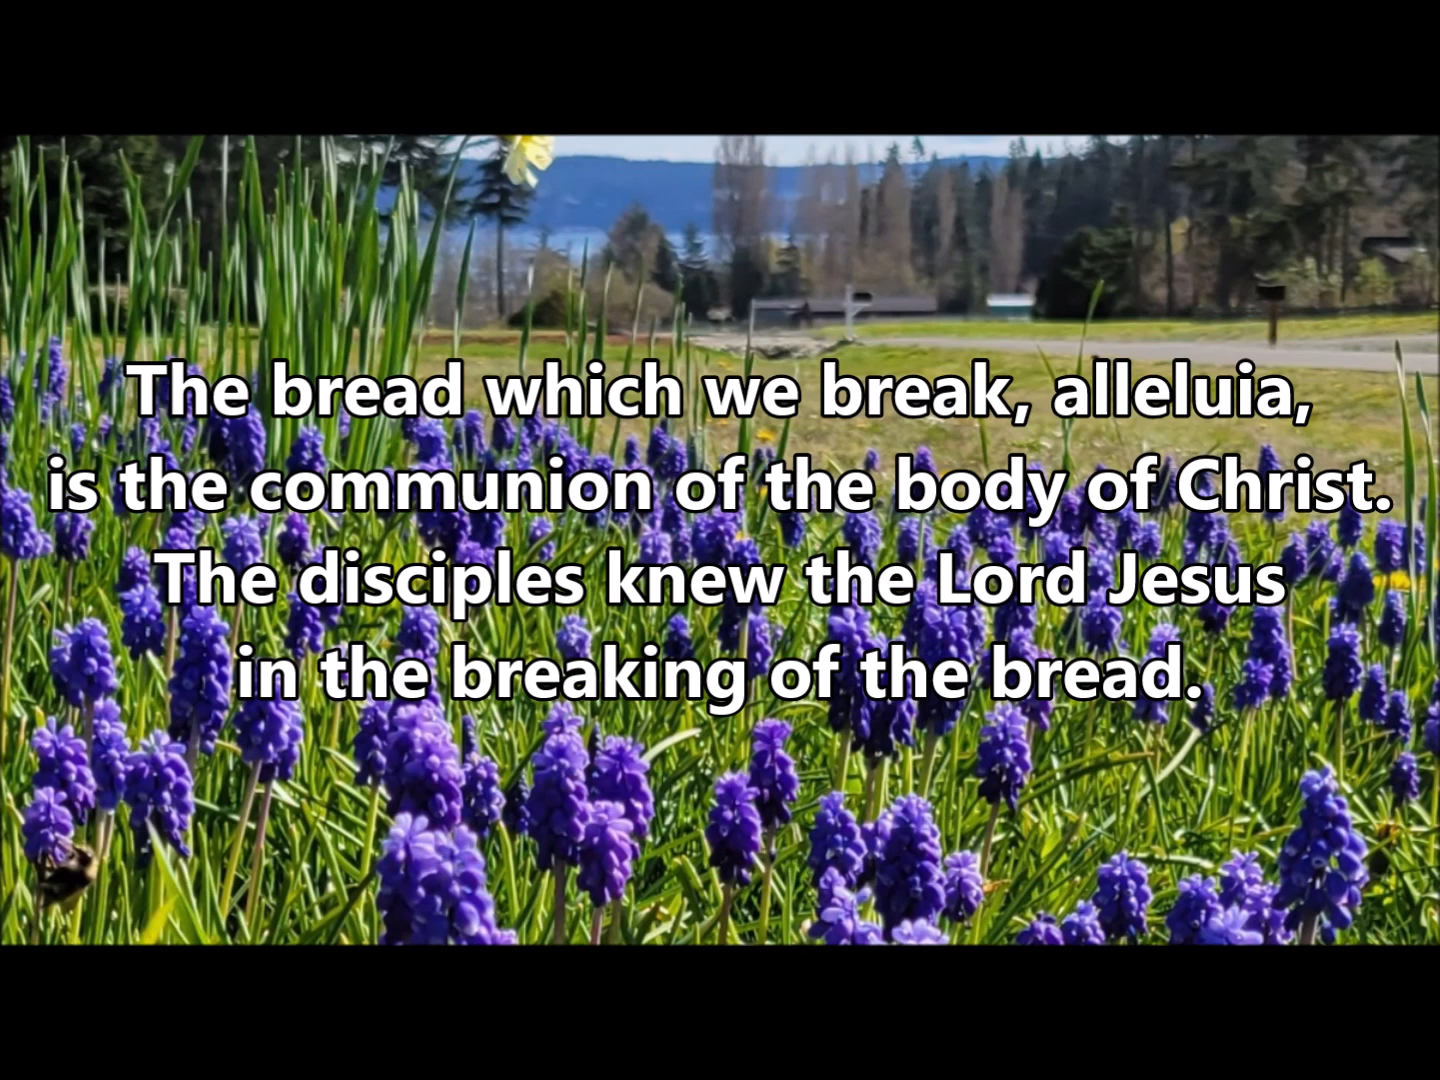 The bread which we break, alleluia,
is the communion of the body of Christ.
The disciples knew the Lord Jesus
in the breaking of the bread.